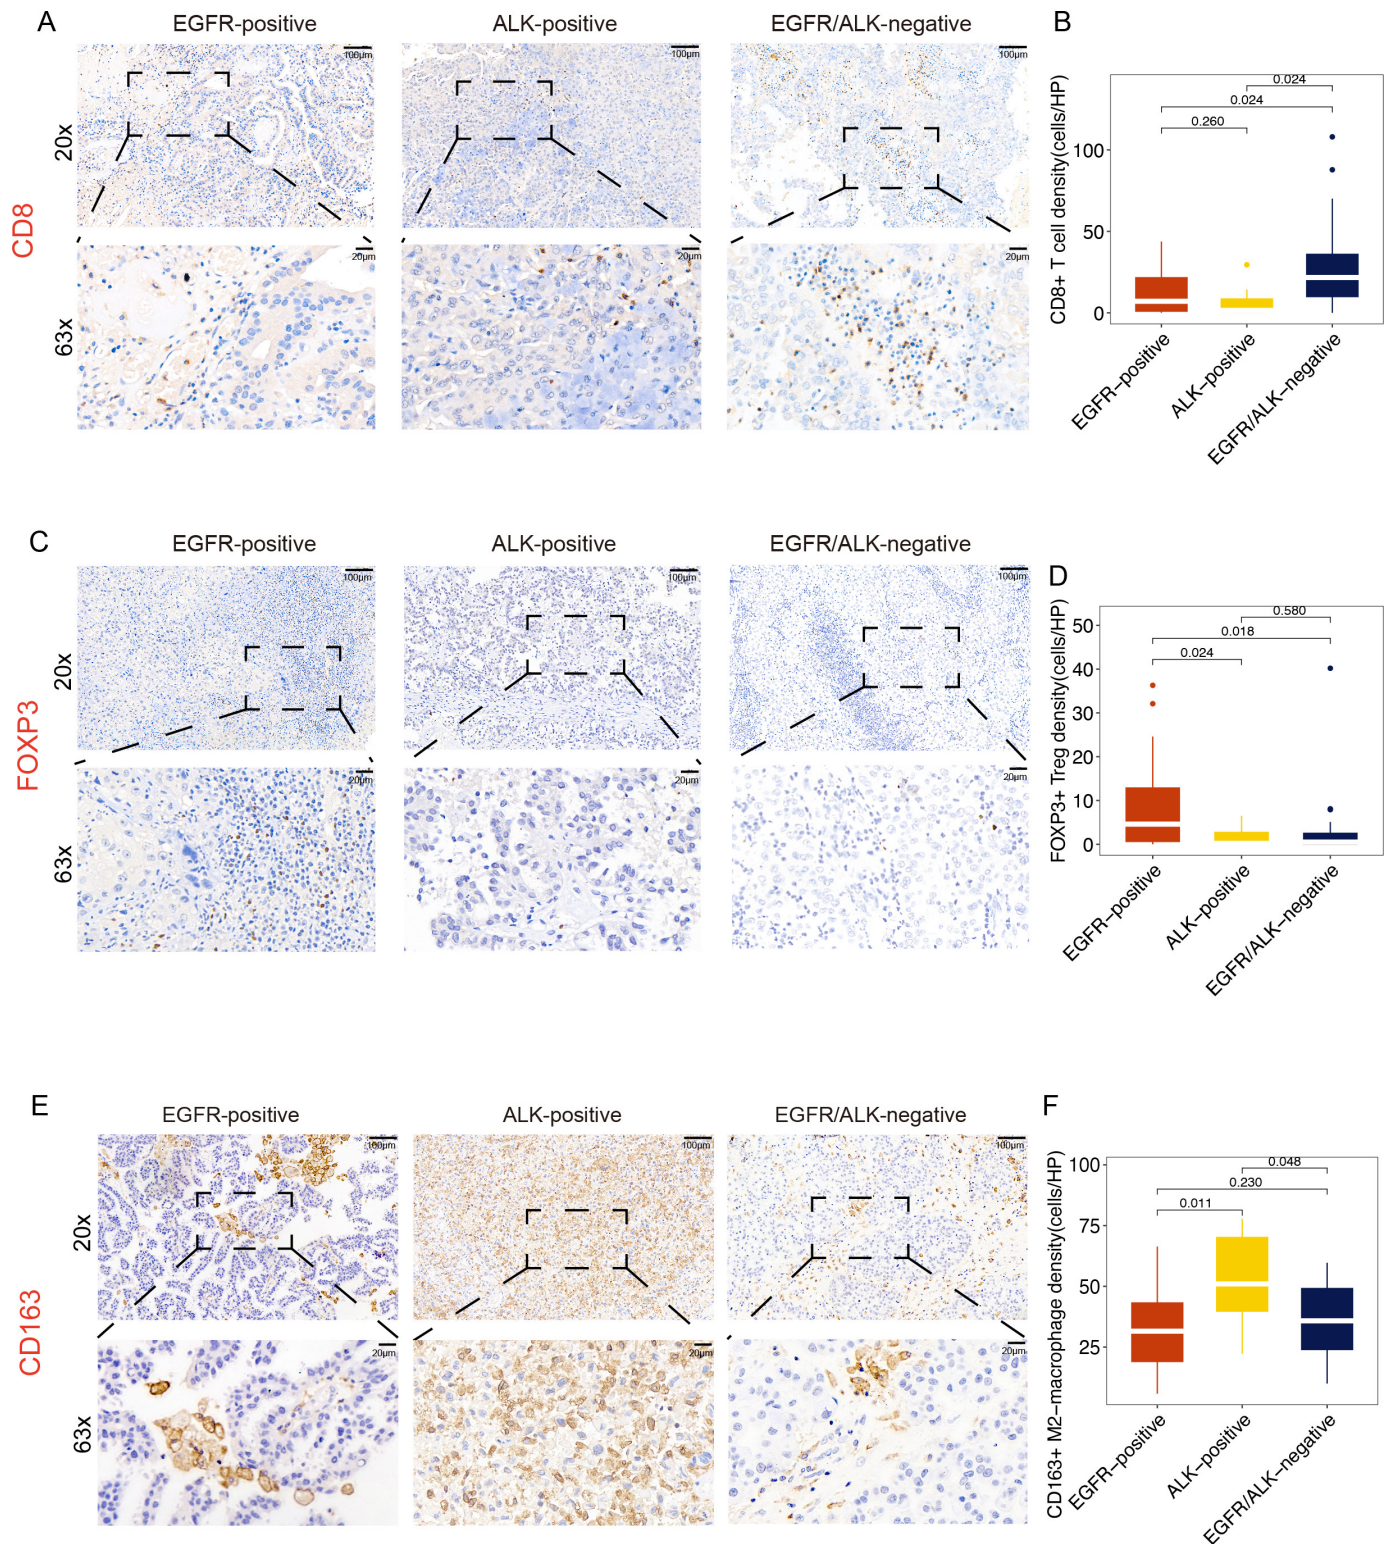 A
EGFR-positive
ALK-positive
EGFR/ALK-negative
CD8
20x
63x
100μm
100μm
100μm
20μm
20μm
20μm
B
CD8+ T cell density(cells/HP)
100
50
0
0.024
0.024
0.260
EGFR-positive
ALK-positive
EGFR/ALK-negative
C
EGFR-positive
ALK-positive
EGFR/ALK-negative
FOXP3
20x
63x
100μm
100μm
100μm
20μm
20μm
20μm
D
FOXP3+ Treg density(cells/HP)
50
40
30
20
10
0
0.580
0.018
0.024
EGFR-positive
ALK-positive
EGFR/ALK-negative
E
EGFR-positive
ALK-positive
EGFR/ALK-negative
CD163
20x
63x
100μm
100μm
100μm
20μm
20μm
20μm
F
CD163+ M2-macrophage density(cells/HP)
100
75
50
25
0.048
0.230
0.011
EGFR-positive
ALK-positive
EGFR/ALK-negative